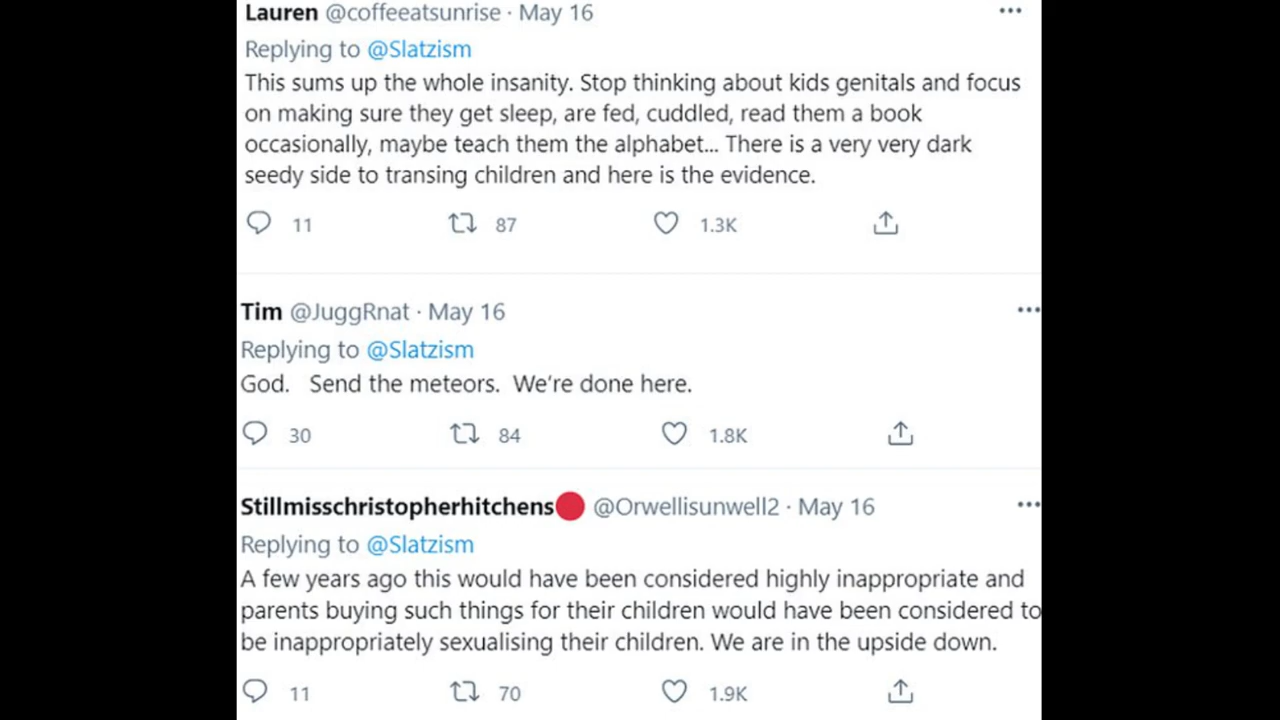 Lauren @coffeeatsunrise · May 16
Replying to @Slatzism
This sums up the whole insanity. Stop thinking about kids genitals and focus
on making sure they get sleep, are fed, cuddled, read them a book
occasionally, maybe teach them the alphabet... There is a very very dark
seedy side to transing children and here is the evidence.
11 87 1.3K
Tim @JuggRnat · May 16
Replying to @Slatzism
God. Send the meteors. We're done here.
30 84 1.8K
Stillmisschristopherhitchens @Orwellisunwell2 · May 16
Replying to @Slatzism
A few years ago this would have been considered highly inappropriate and
parents buying such things for their children would have been considered to
be inappropriately sexualising their children. We are in the upside down.
11 70 1.9K